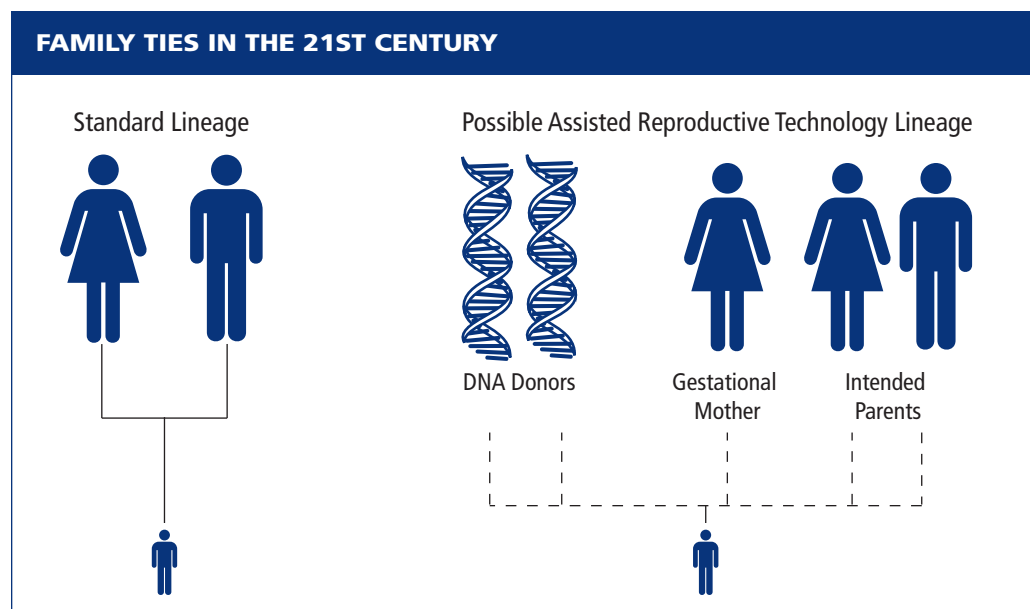 FAMILY TIES IN THE 21ST CENTURY
Standard Lineage
Possible Assisted Reproductive Technology Lineage
DNA Donors
Gestational
Mother
Intended
Parents